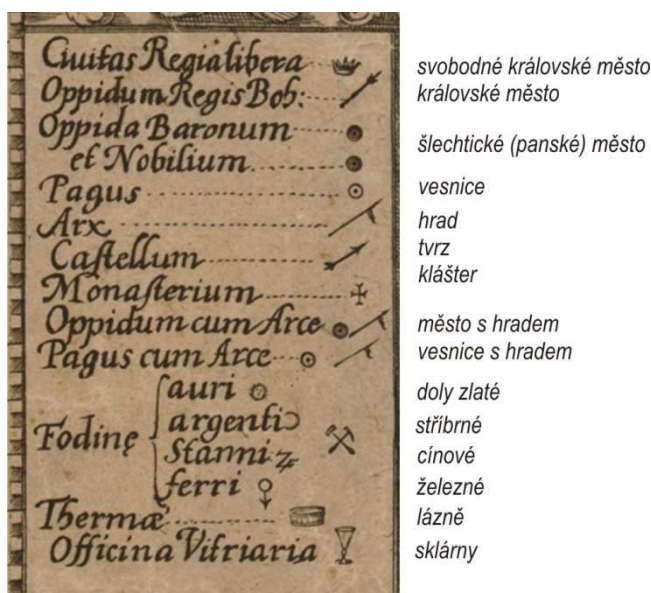 Civitas Regia libera
svobodné královské město
Oppidum Regis Boh:
královské město
Oppida Baronum
et Nobilium
šlechtické (panské) město
Pagus
vesnice
Arx
hrad
Castellum
tvrz
Monasterium
klášter
Oppidum cum Arce
město s hradem
Pagus cum Arce
vesnice s hradem
Fodinę
auri
doly zlaté
argenti
stříbrné
Stanni
cínové
ferri
železné
Thermæ
lázně
Officina Vitriaria
sklárny